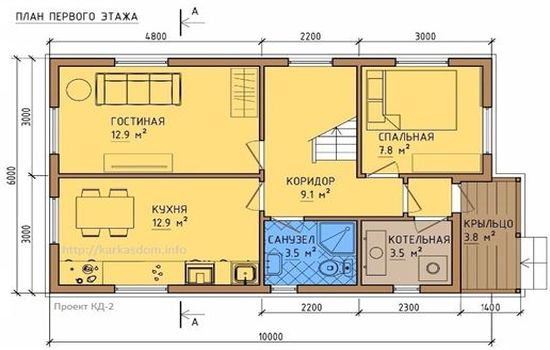 ПЛАН ПЕРВОГО ЭТАЖА
А
4800
2200
3000
ГОСТИНАЯ
12.9 м²
СПАЛЬНАЯ
7.8 м²
3000
6000
3000
КОРИДОР
9.1 м²
КУХНЯ
12.9 м²
http://karkasdom.info
САНУЗЕЛ
3.5 м²
КОТЕЛЬНАЯ
3.5 м²
КРЫЛЬЦО
3.8 м²
Проект КД-2
А
2200
2300
1400
10000